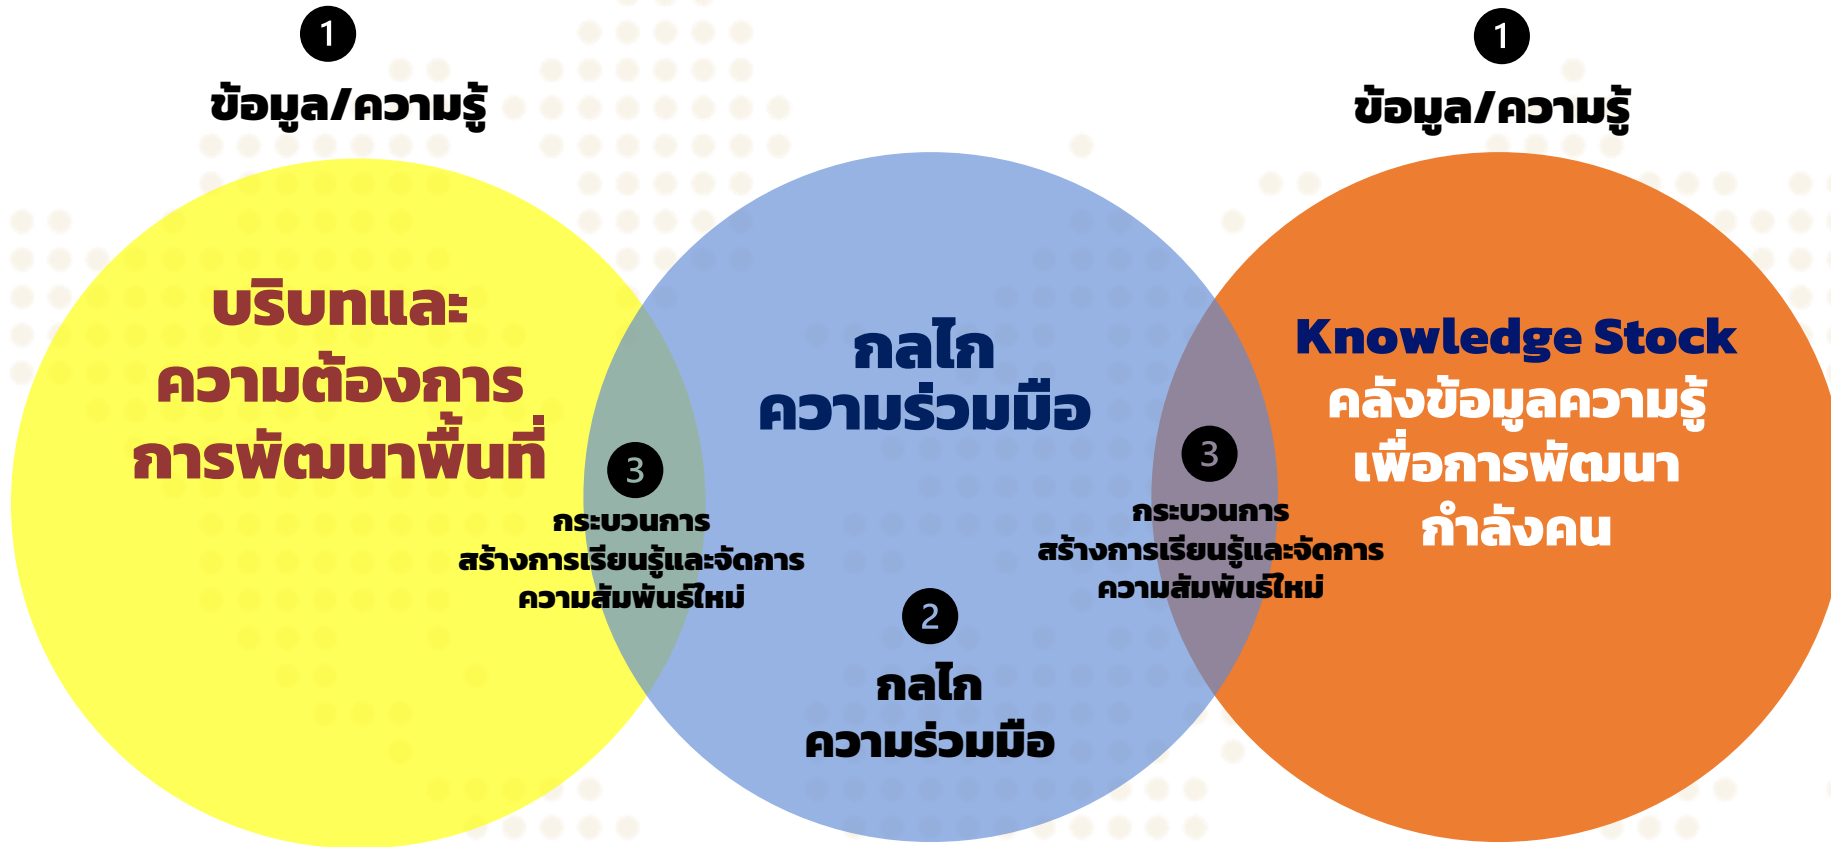 1
ข้อมูล/ความรู้
บริบทและ
ความต้องการ
การพัฒนาพื้นที่
3
กระบวนการ
สร้างการเรียนรู้และจัดการ
ความสัมพันธ์ใหม่
กลไก
ความร่วมมือ
2
กลไก
ความร่วมมือ
3
กระบวนการ
สร้างการเรียนรู้และจัดการ
ความสัมพันธ์ใหม่
1
ข้อมูล/ความรู้
Knowledge Stock
คลังข้อมูลความรู้
เพื่อการพัฒนา
กำลังคน